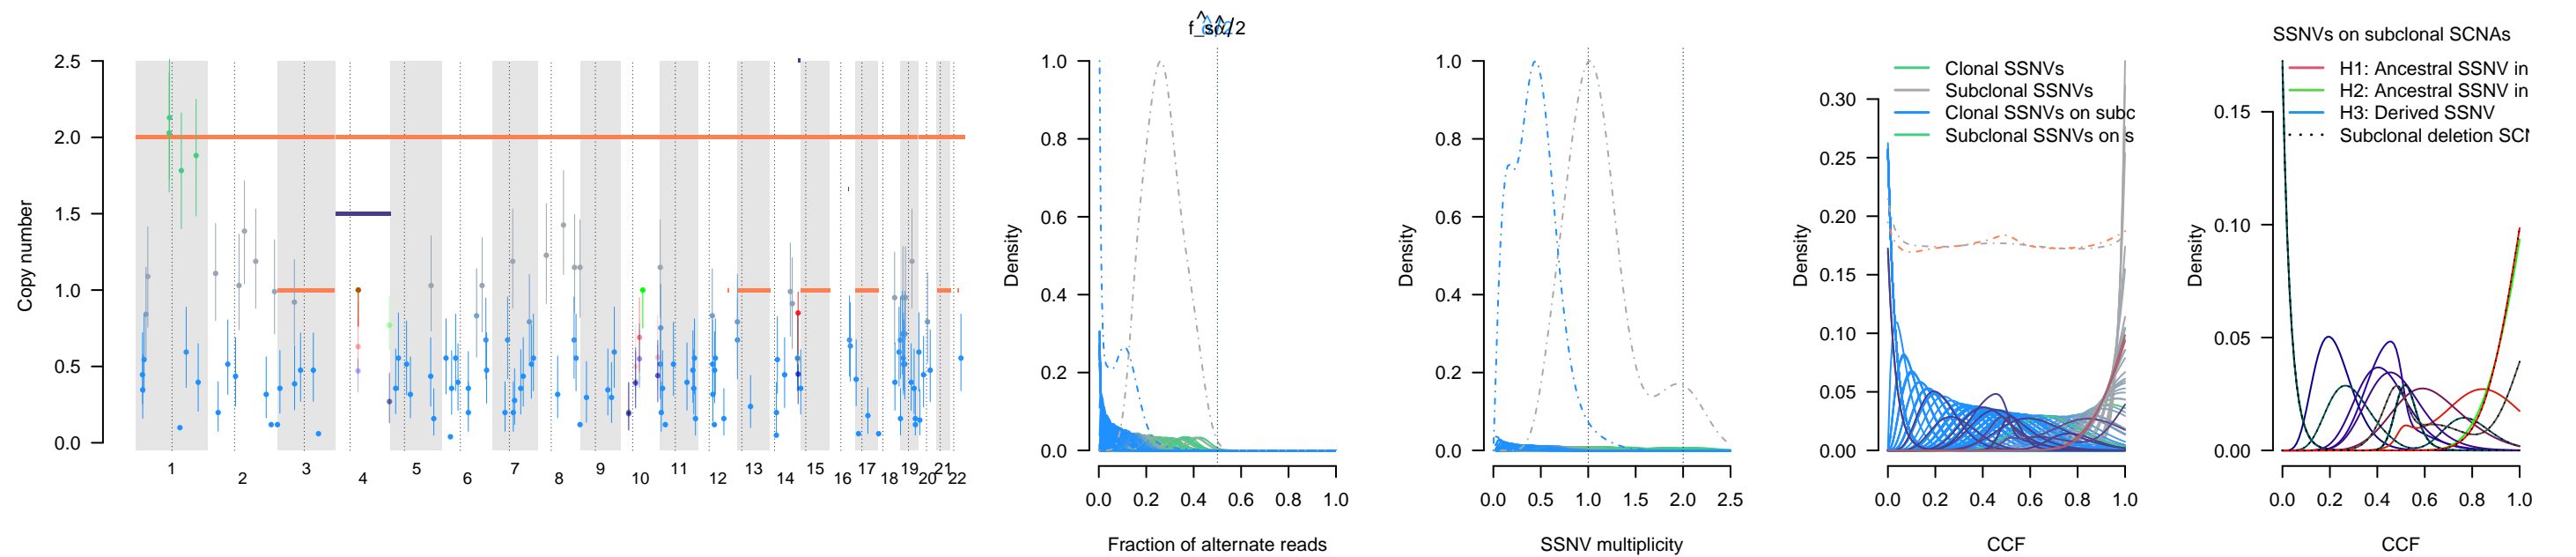 Copy number
2.5
2.0
1.5
1.0
0.5
0.0
1 3 4 5 6 7 8 9 10 11 12 13 14 15 16 17 18 19 21
2 20 22
Density
1.0
0.8
0.6
0.4
0.2
0.0
0.0 0.2 0.4 0.6 0.8 1.0
Fraction of alternate reads
Density
1.0
0.8
0.6
0.4
0.2
0.0
0.0 0.5 1.0 1.5 2.0 2.5
SSNV multiplicity
Density
0.30
0.25
0.20
0.15
0.10
0.05
0.00
Clonal SSNVs
Subclonal SSNVs
Clonal SSNVs on subc
Subclonal SSNVs on s
0.0 0.2 0.4 0.6 0.8 1.0
CCF
SSNVs on subclonal SCNAs
Density
0.15
0.10
0.05
0.00
H1: Ancestral SSNV in
H2: Ancestral SSNV in
H3: Derived SSNV
Subclonal deletion
0.0 0.2 0.4 0.6 0.8 1.0
CCF